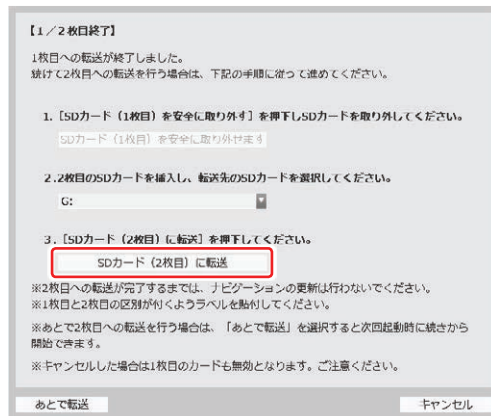 【1/2枚目終了】
1枚目への転送が終了しました。
続けて2枚目への転送を行う場合は、下記の手順に従って進めてください。
1.［SDカード（1枚目）を安全に取り外す］を押下しSDカードを取り外してください。
SDカード（1枚目）を安全に取り外せます
2.2枚目のSDカードを挿入し、転送先のSDカードを選択してください。
G:
3.［SDカード（2枚目）に転送］を押下してください。
SDカード（2枚目）に転送
※2枚目への転送が完了するまでは、ナビゲーションの更新は行わないでください。
※1枚目と2枚目の区別が付くようラベルを貼付してください。
※あとで2枚目への転送を行う場合は、「あとで転送」を選択すると次回起動時に続きから
開始できます。
※キャンセルした場合は1枚目のカードも無効となります。ご注意ください。
あとで転送
キャンセル